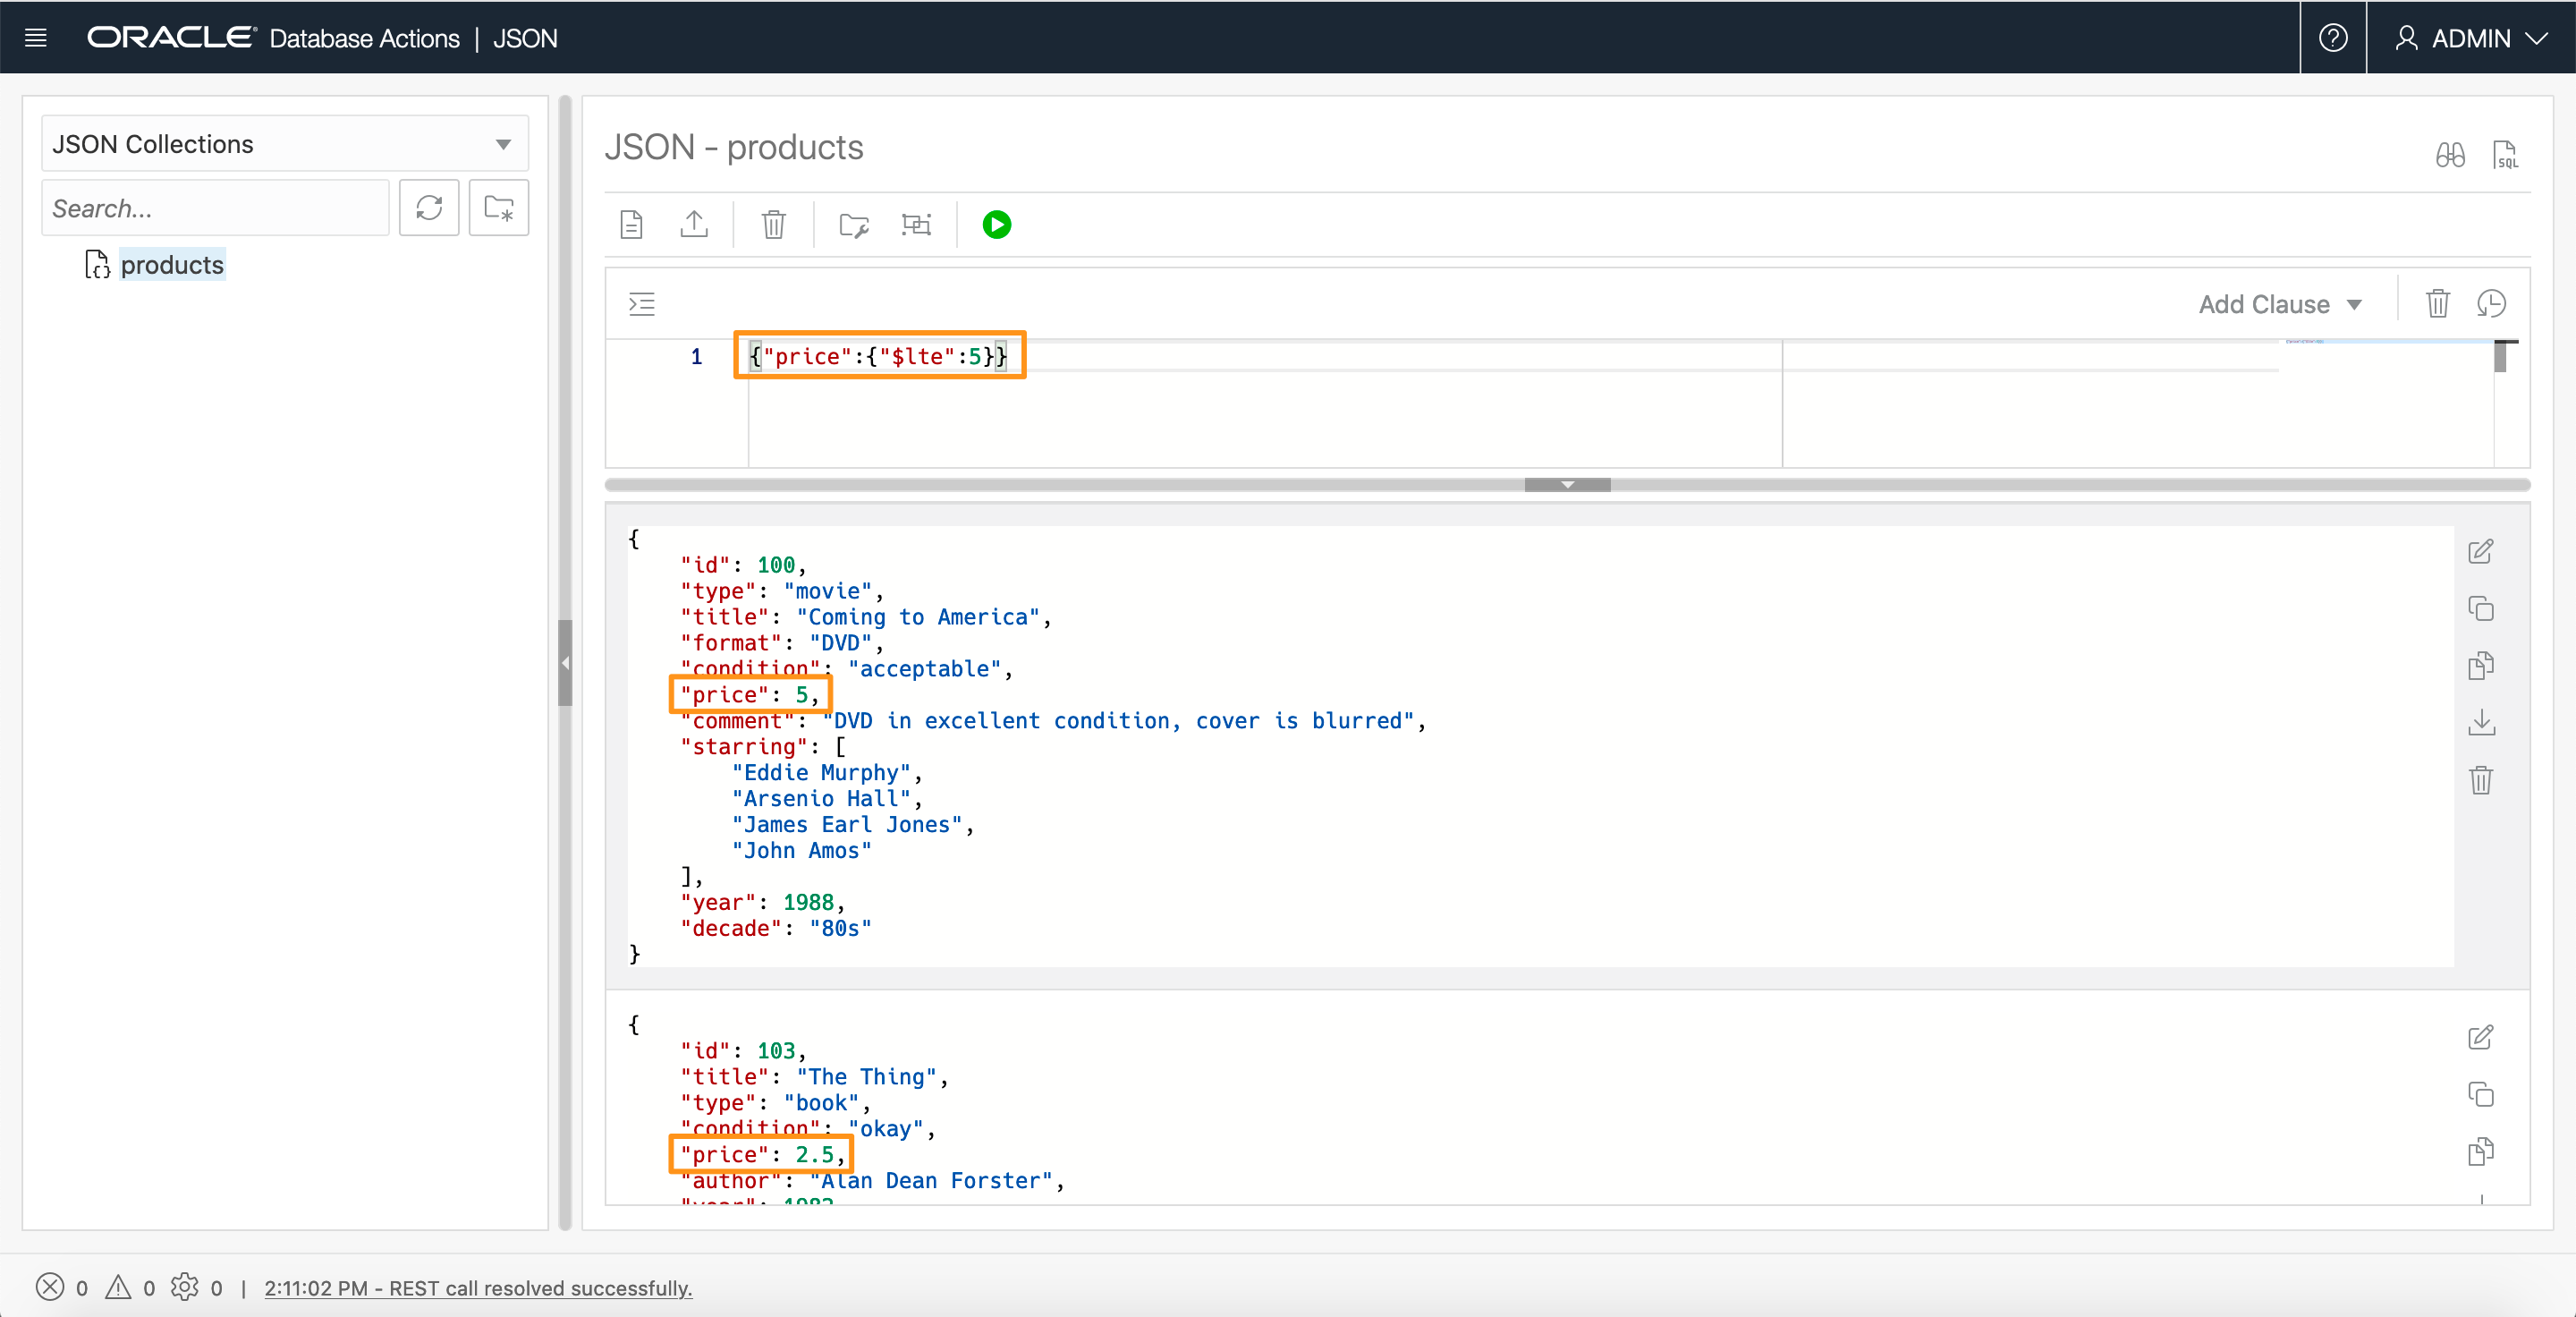 ORACLE Database Actions | JSON
ADMIN
JSON Collections
Search...
products
JSON - products
SQL
Add Clause
1 {"price":{"$lte":5}}
{
"id": 100,
"type": "movie",
"title": "Coming to America",
"format": "DVD",
"condition": "acceptable",
"price": 5,
"comment": "DVD in excellent condition, cover is blurred",
"starring": [
"Eddie Murphy",
"Arsenio Hall",
"James Earl Jones",
"John Amos"
],
"year": 1988,
"decade": "80s"
}
{
"id": 103,
"title": "The Thing",
"type": "book",
"condition": "okay",
"price": 2.5,
"author": "Alan Dean Forster",
"year": 1982
0 0 0 | 2:11:02 PM - REST call resolved successfully.